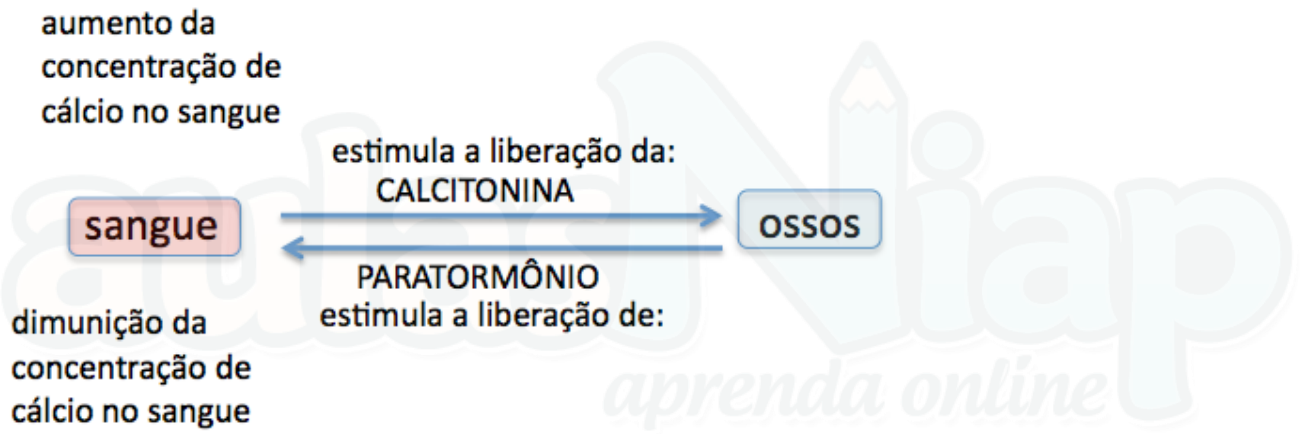 aumento da
concentração de
cálcio no sangue
estimula a liberação da:
CALCITONINA
sangue
ossos
PARATORMÔNIO
estimula a liberação de:
dimunição da
concentração de
cálcio no sangue
aulasNiap
aprenda online